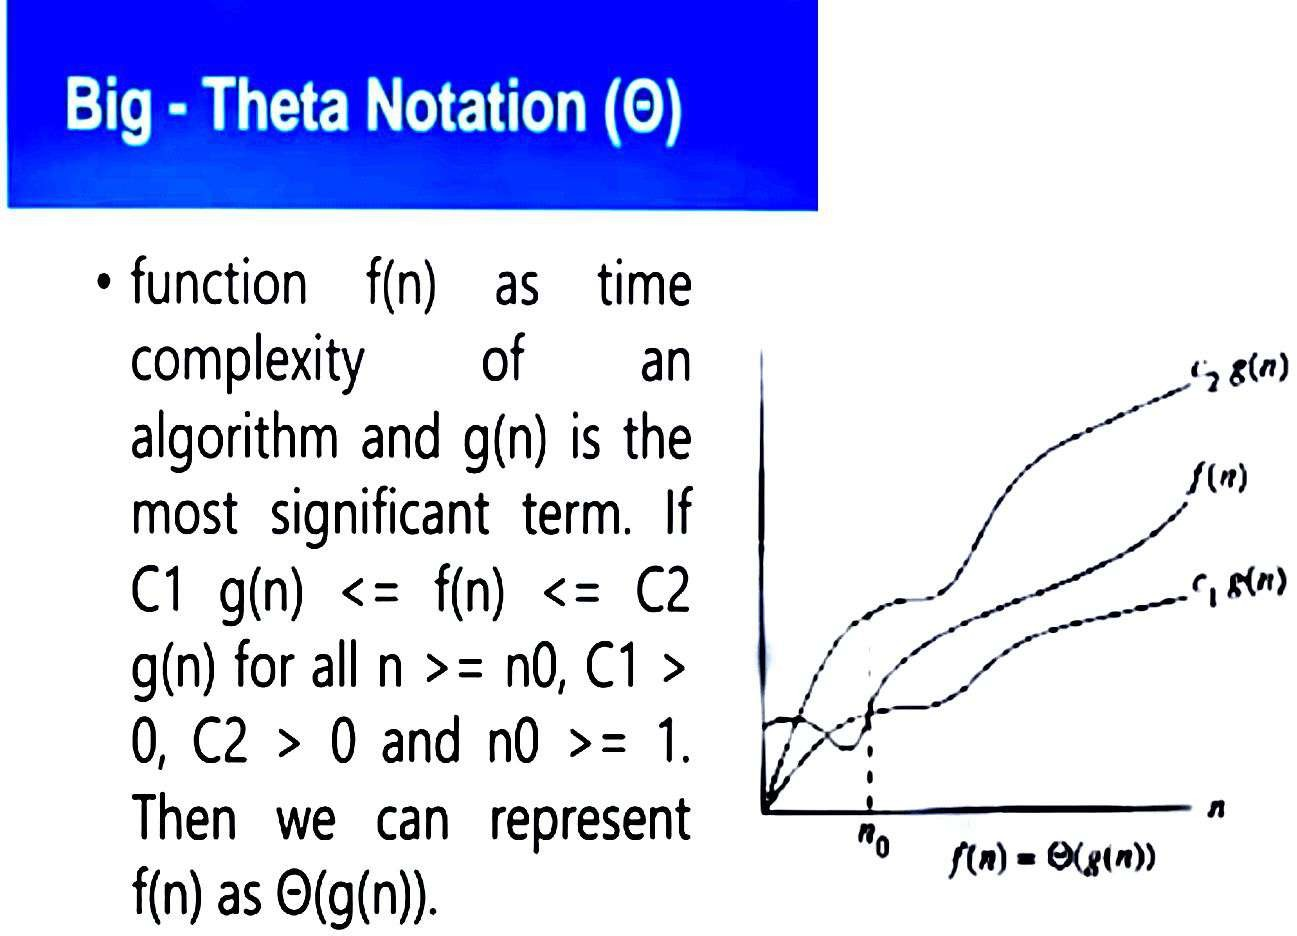 Big - Theta Notation (Θ)
• function f(n) as time
complexity of an
algorithm and g(n) is the
most significant term. If
C1 g(n) <= f(n) <= C2
g(n) for all n >= n0, C1 >
0, C2 > 0 and n0 >= 1.
Then we can represent
f(n) as Θ(g(n)).
c₂ g(n)
f(n)
c₁ g(n)
n
n₀
f(n) = Θ(g(n))